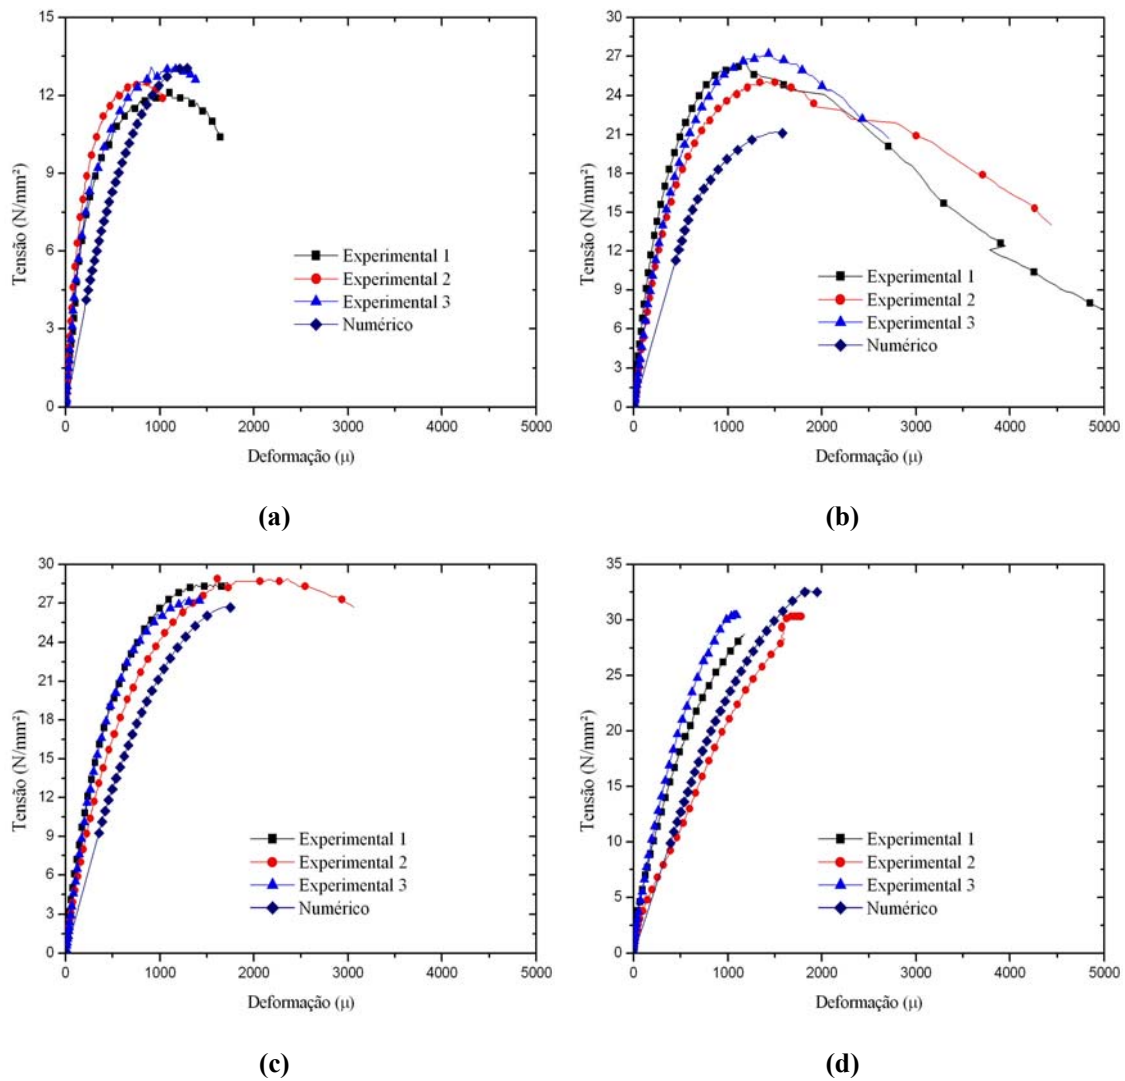 15
12
9
6
3
0
Tensão (N/mm²)
Experimental 1
Experimental 2
Experimental 3
Numérico
0 1000 2000 3000 4000 5000
Deformação (μ)
(a)
30
27
24
21
18
15
12
9
6
3
0
Tensão (N/mm²)
Experimental 1
Experimental 2
Experimental 3
Numérico
0 1000 2000 3000 4000 5000
Deformação (μ)
(b)
30
27
24
21
18
15
12
9
6
3
0
Tensão (N/mm²)
Experimental 1
Experimental 2
Experimental 3
Numérico
0 1000 2000 3000 4000 5000
Deformação (μ)
(c)
35
30
25
20
15
10
5
0
Tensão (N/mm²)
Experimental 1
Experimental 2
Experimental 3
Numérico
0 1000 2000 3000 4000 5000
Deformação (μ)
(d)